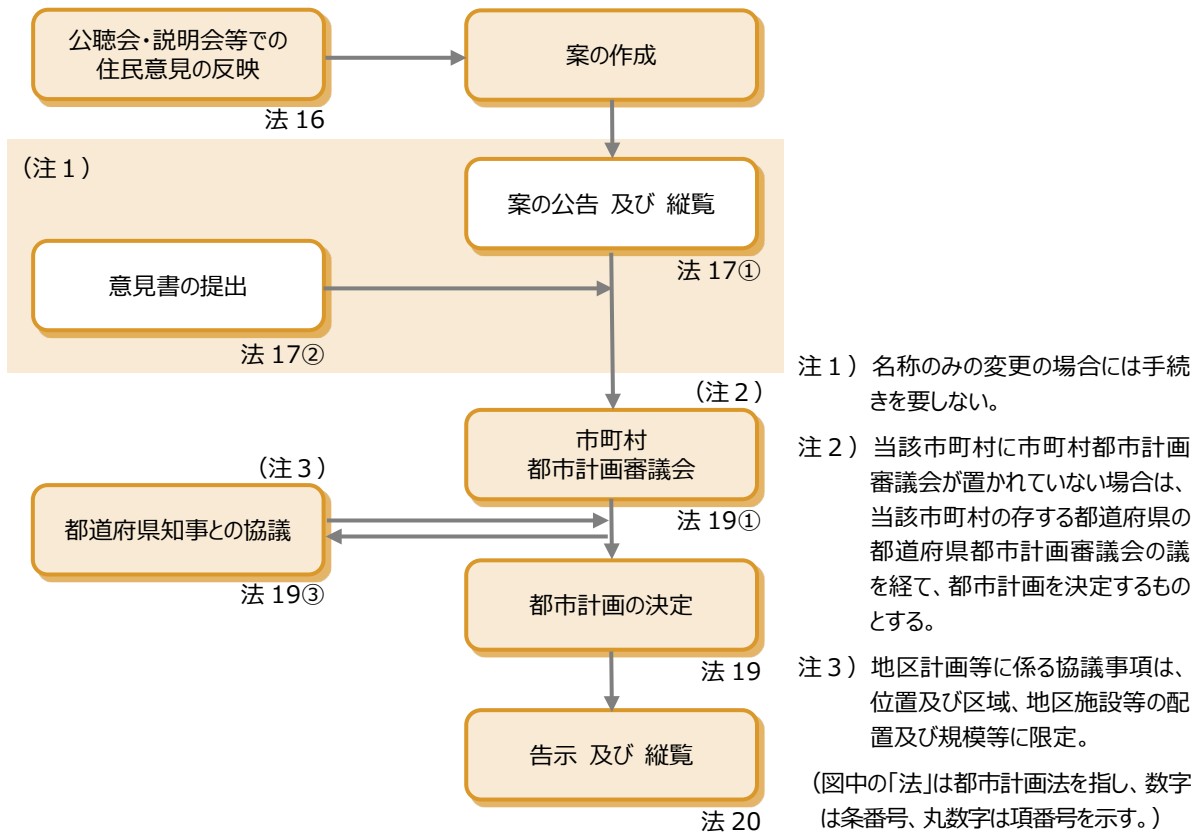 公聴会・説明会等での
住民意見の反映
法 16
案の作成
（注１）
案の公告 及び 縦覧
法 17①
意見書の提出
法 17②
（注２）
市町村
都市計画審議会
法 19①
（注３）
都道府県知事との協議
法 19③
都市計画の決定
法 19
告示 及び 縦覧
法 20
注１）名称のみの変更の場合には手続
きを要しない。
注２）当該市町村に市町村都市計画
審議会が置かれていない場合は、
当該市町村の存する都道府県の
都道府県都市計画審議会の議
を経て、都市計画を決定するもの
とする。
注３）地区計画等に係る協議事項は、
位置及び区域、地区施設等の配
置及び規模等に限定。
（図中の「法」は都市計画法を指し、数字
は条番号、丸数字は項番号を示す。）